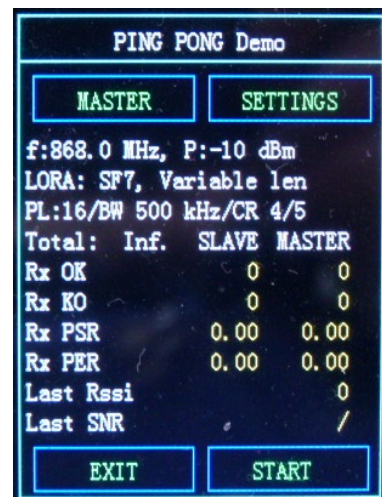 PING PONG Demo
MASTER SETTINGS
f:868.0 MHz, P:-10 dBm
LORA: SF7, Variable len
PL:16/BW 500 kHz/CR 4/5
Total: Inf. SLAVE MASTER
Rx OK 0 0
Rx KO 0 0
Rx PSR 0.00 0.00
Rx PER 0.00 0.00
Last Rssi 0
Last SNR /
EXIT START